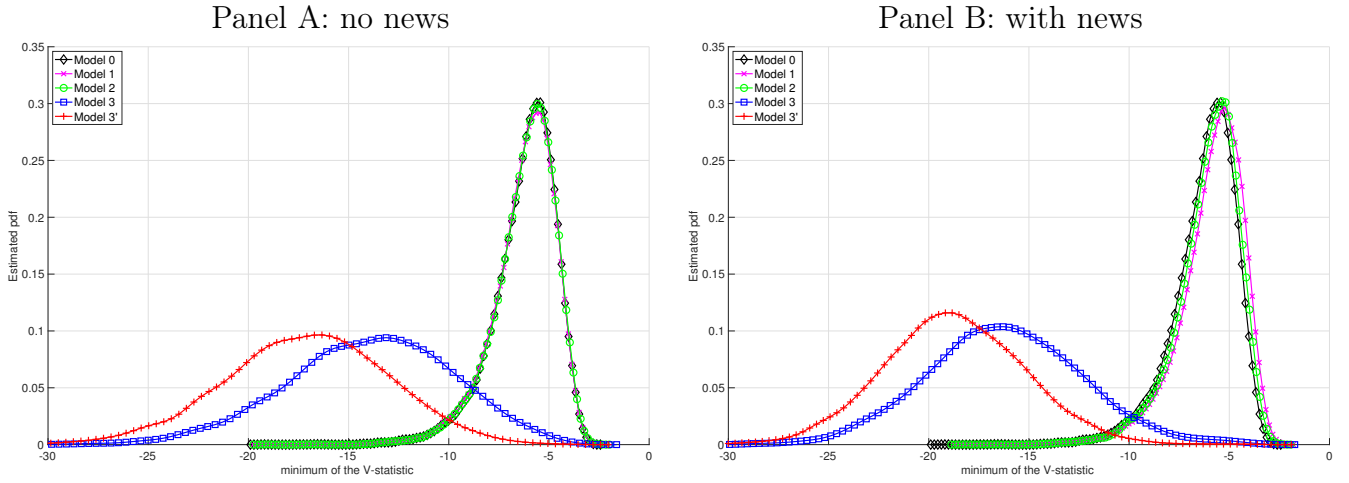 Panel A: no news
0.35
0.3
0.25
0.2
0.15
0.1
0.05
0
Estimated pdf
Model 0
Model 1
Model 2
Model 3
Model 3'
-30 -25 -20 -15 -10 -5 0
minimum of the V-statistic
Panel B: with news
0.35
0.3
0.25
0.2
0.15
0.1
0.05
0
Estimated pdf
Model 0
Model 1
Model 2
Model 3
Model 3'
-30 -25 -20 -15 -10 -5 0
minimum of the V-statistic